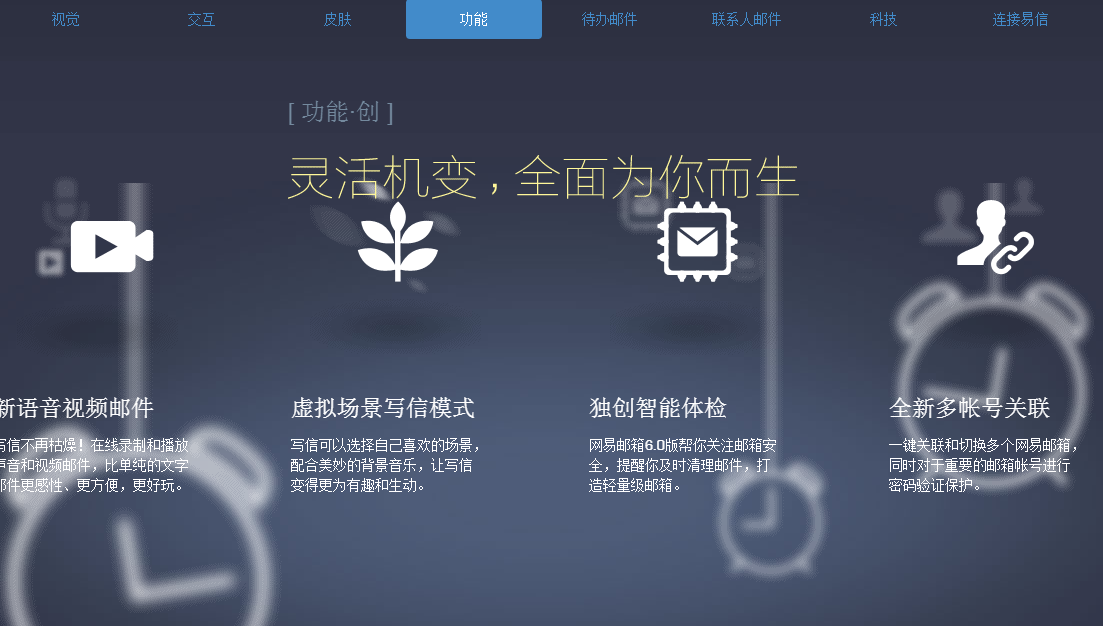 视觉
交互
皮肤
功能
待办邮件
联系人邮件
科技
连接易信
[ 功能·创 ]
灵活机变，全面为你而生
新语音视频邮件
写信不再枯燥！在线录制和播放
声音和视频邮件，比单纯的文字
邮件更感性、更方便，更好玩。
虚拟场景写信模式
写信可以选择自己喜欢的场景，
配合美妙的背景音乐，让写信
变得更为有趣和生动。
独创智能体检
网易邮箱6.0版帮你关注邮箱安
全，提醒你及时清理邮件，打
造轻量级邮箱。
全新多帐号关联
一键关联和切换多个网易邮箱，
同时对于重要的邮箱帐号进行
密码验证保护。